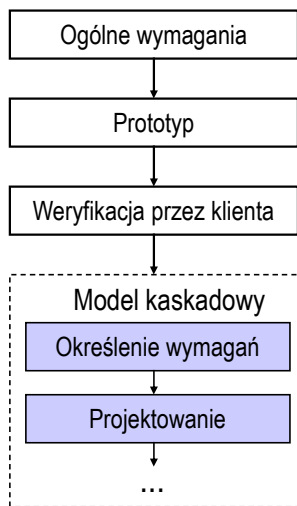 Ogólne wymagania
Prototyp
Weryfikacja przez klienta
Model kaskadowy
Określenie wymagań
Projektowanie
...